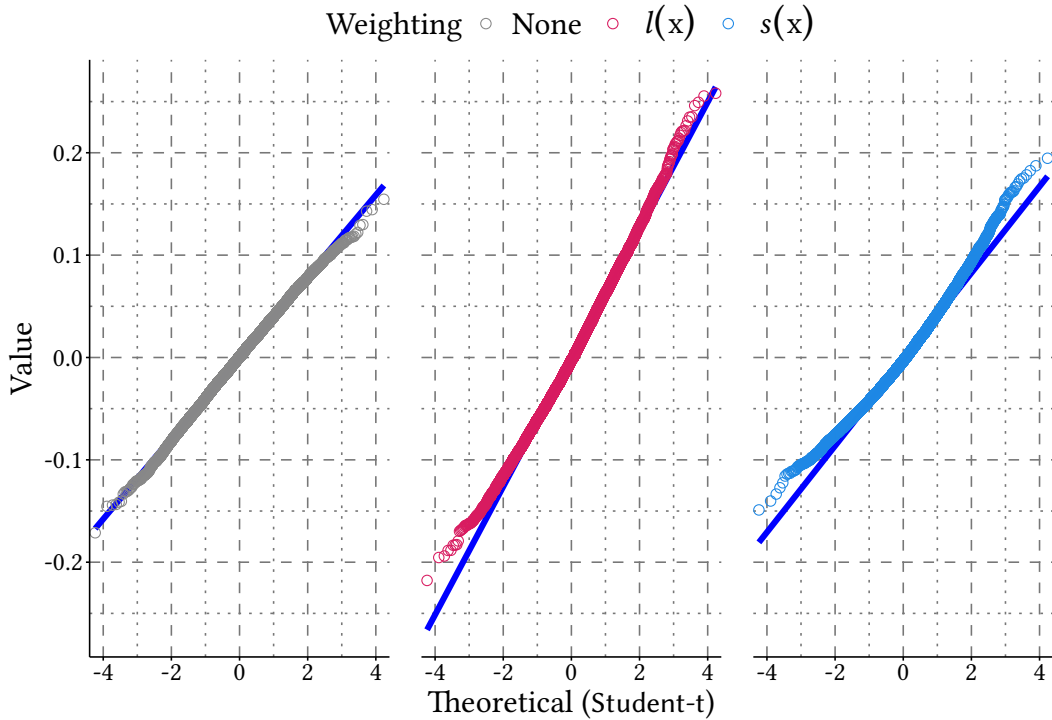 Weighting None l(x) s(x)
Value
0.2
0.1
0.0
-0.1
-0.2
-4 -2 0 2 4 -4 -2 0 2 4 -4 -2 0 2 4
Theoretical (Student-t)